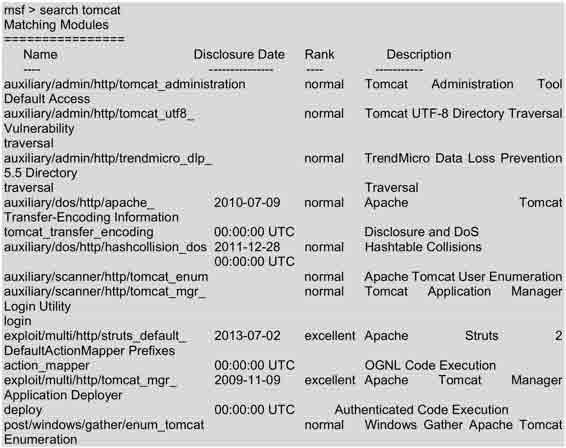 msf > search tomcat
Matching Modules
================
Name Disclosure Date Rank Description
---- --------------- ---- -----------
auxiliary/admin/http/tomcat_administration normal Tomcat Administration Tool
Default Access
auxiliary/admin/http/tomcat_utf8_ normal Tomcat UTF-8 Directory Traversal
Vulnerability
traversal
auxiliary/admin/http/trendmicro_dlp_ normal TrendMicro Data Loss Prevention
5.5 Directory
traversal Traversal
auxiliary/dos/http/apache_ 2010-07-09 normal Apache Tomcat
Transfer-Encoding Information
tomcat_transfer_encoding 00:00:00 UTC Disclosure and DoS
auxiliary/dos/http/hashcollision_dos 2011-12-28 normal Hashtable Collisions
00:00:00 UTC
auxiliary/scanner/http/tomcat_enum normal Apache Tomcat User Enumeration
auxiliary/scanner/http/tomcat_mgr_ normal Tomcat Application Manager
Login Utility
login
exploit/multi/http/struts_default_ 2013-07-02 excellent Apache Struts 2
DefaultActionMapper Prefixes
action_mapper 00:00:00 UTC OGNL Code Execution
exploit/multi/http/tomcat_mgr_ 2009-11-09 excellent Apache Tomcat Manager
Application Deployer
deploy 00:00:00 UTC Authenticated Code Execution
post/windows/gather/enum_tomcat normal Windows Gather Apache Tomcat
Enumeration